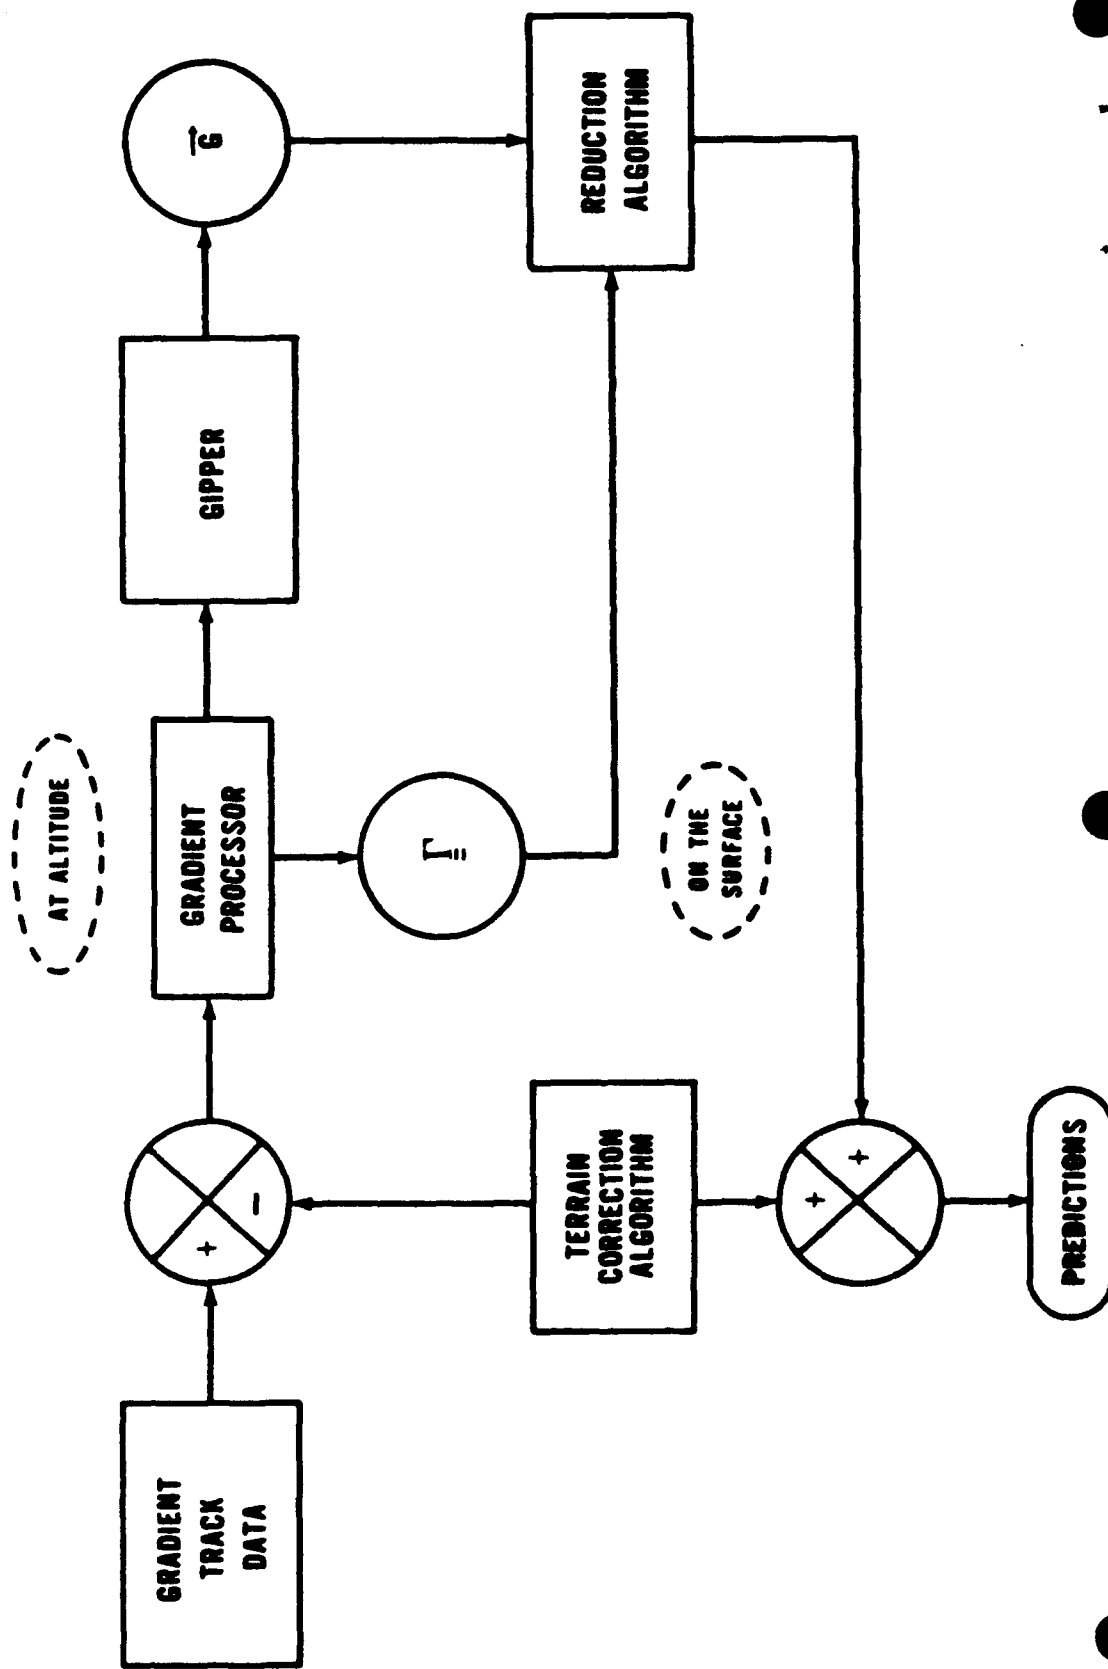 AT ALTITUDE
GRADIENT
TRACK
DATA
+
−
GRADIENT
PROCESSOR
GIPPER
G⃗
Γ
ON THE
SURFACE
TERRAIN
CORRECTION
ALGORITHM
REDUCTION
ALGORITHM
+
+
PREDICTIONS